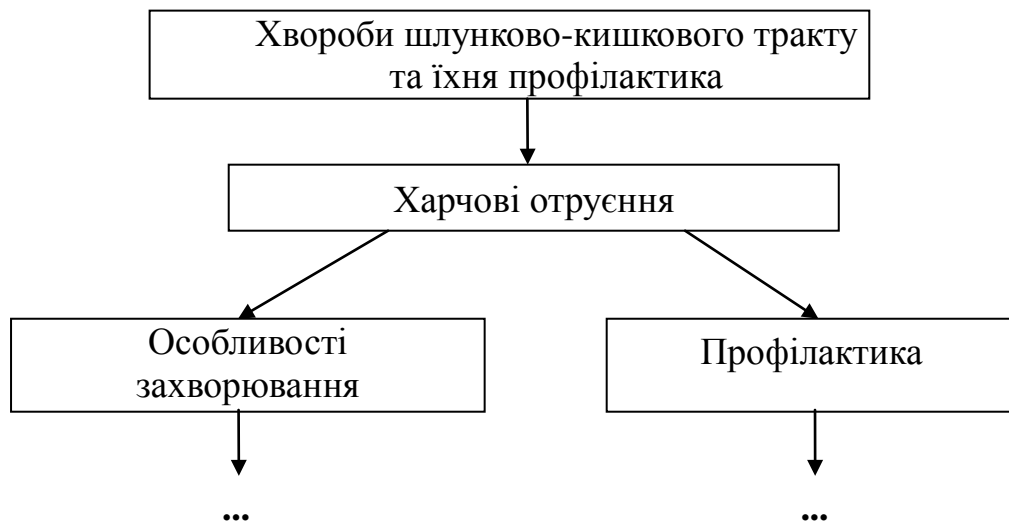 Хвороби шлунково-кишкового тракту
та їхня профілактика
Харчові отруєння
Особливості
захворювання
Профілактика
...
...